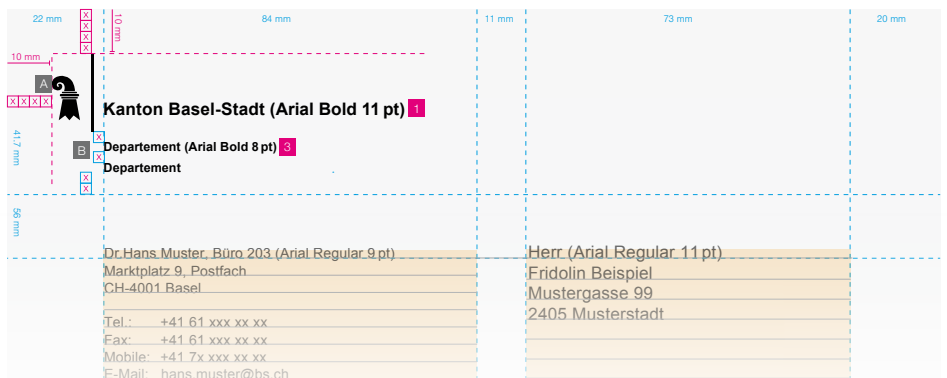 22 mm 84 mm 11 mm 73 mm 20 mm
X
X
X
X
10 mm
10 mm
A
X X X X
Kanton Basel-Stadt (Arial Bold 11 pt) 1
41.7 mm
X
B
Departement (Arial Bold 8 pt) 3
X
Departement
X
X
56 mm
Dr.Hans Muster, Büro 203 (Arial Regular 9 pt)
Marktplatz 9, Postfach
CH-4001 Basel
Tel.: +41 61 xxx xx xx
Fax: +41 61 xxx xx xx
Mobile: +41 7x xxx xx xx
E-Mail: hans.muster@bs.ch
Herr (Arial Regular 11 pt)
Fridolin Beispiel
Mustergasse 99
2405 Musterstadt